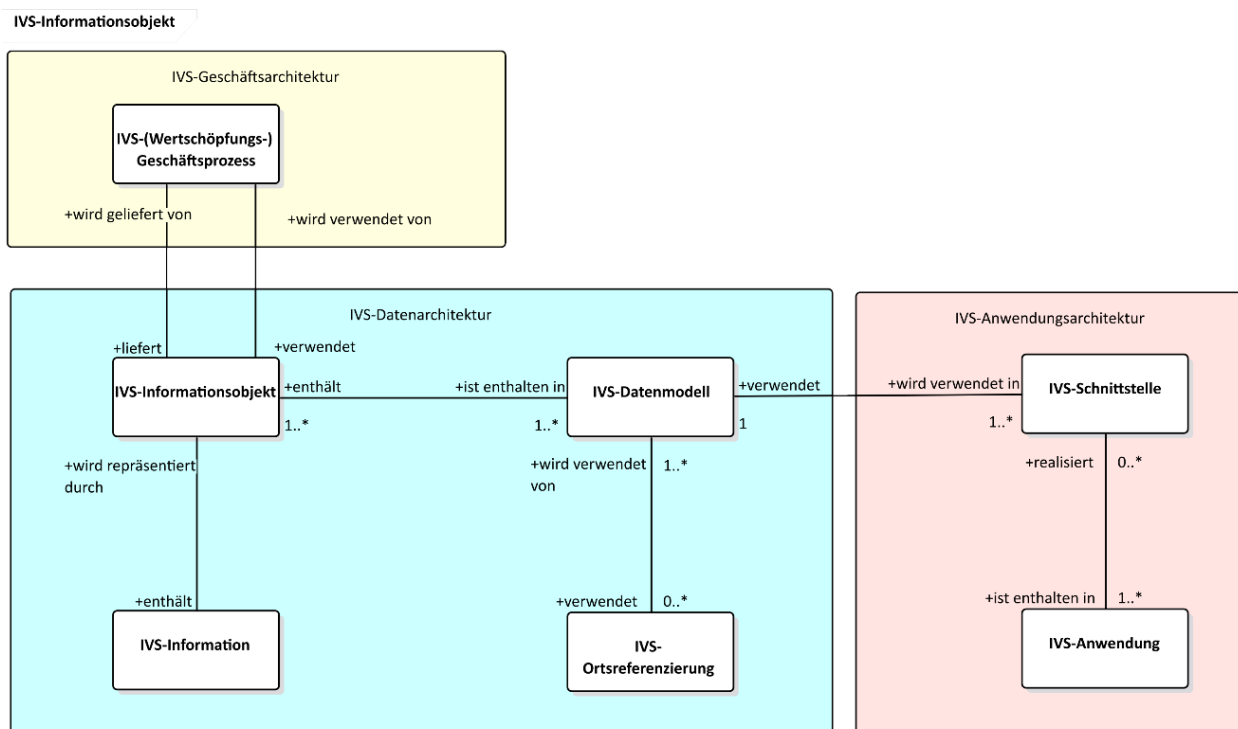 IVS-Informationsobjekt
IVS-Geschäftsarchitektur
IVS-(Wertschöpfungs-)
Geschäftsprozess
+wird geliefert von
+wird verwendet von
IVS-Datenarchitektur
IVS-Anwendungsarchitektur
+liefert
+verwendet
IVS-Informationsobjekt
+enthält
+ist enthalten in
IVS-Datenmodell
+verwendet
+wird verwendet in
IVS-Schnittstelle
1..*
1..*
1
1..*
+wird repräsentiert
durch
+wird verwendet
von
1..*
+realisiert
0..*
+enthält
+verwendet
0..*
+ist enthalten in
1..*
IVS-Information
IVS-
Ortsreferenzierung
IVS-Anwendung